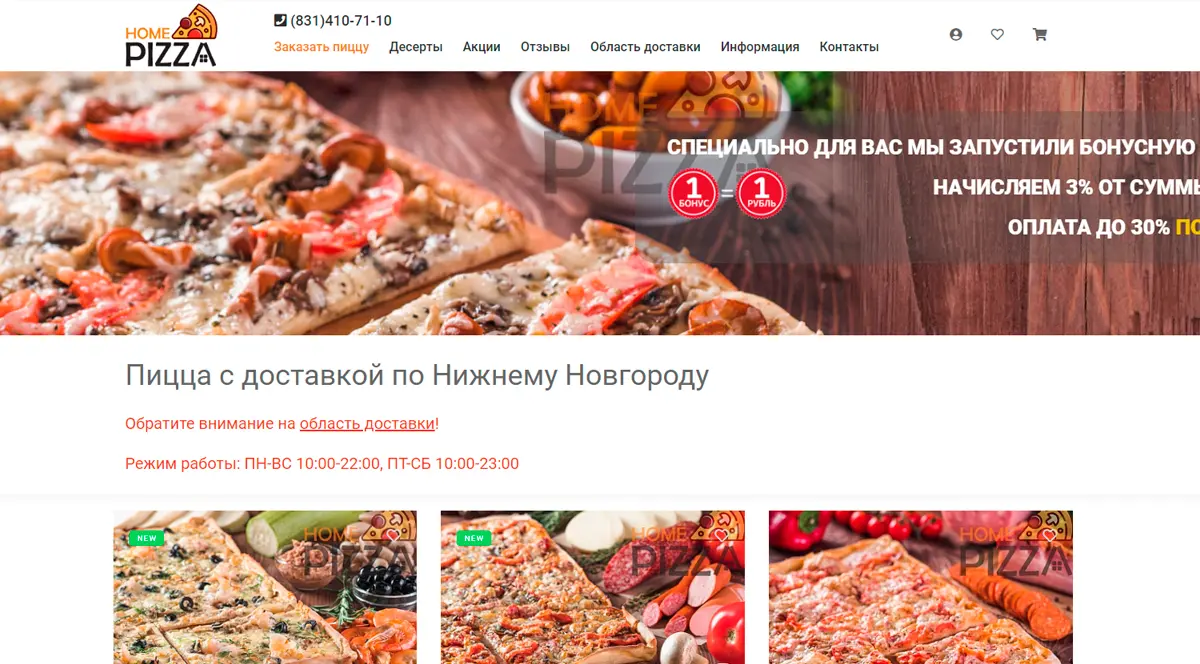 HOME
PIZZA
(831)410-71-10
Заказать пиццу Десерты Акции Отзывы Область доставки Информация Контакты
HOME
PIZZA
СПЕЦИАЛЬНО ДЛЯ ВАС МЫ ЗАПУСТИЛИ БОНУСНУЮ
НАЧИСЛЯЕМ 3% ОТ СУММЫ
1 БОНУС = 1 РУБЛЬ
ОПЛАТА ДО 30% ПО
Пицца с доставкой по Нижнему Новгороду
Обратите внимание на область доставки!
Режим работы: ПН-ВС 10:00-22:00, ПТ-СБ 10:00-23:00
NEW
HOME
PIZZA
NEW
HOME
PIZZA
HOME
PIZZA